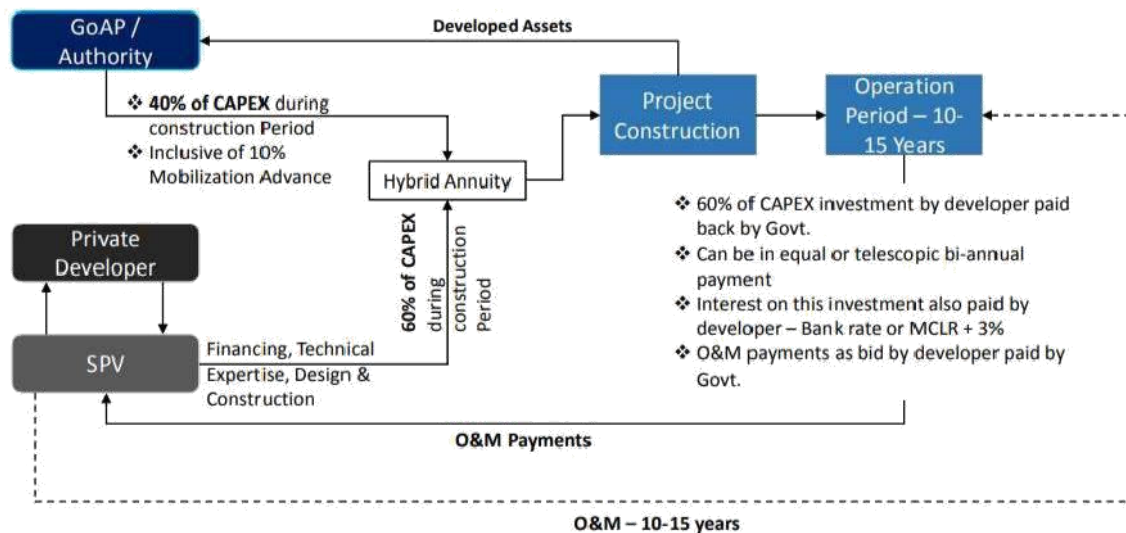 GoAP /
Authority
Developed Assets
❖ 40% of CAPEX during
construction Period
❖ Inclusive of 10%
Mobilization Advance
Hybrid Annuity
Project
Construction
Operation
Period – 10-
15 Years
Private
Developer
SPV
Financing, Technical
Expertise, Design &
Construction
60% of CAPEX
during
construction
Period
❖ 60% of CAPEX investment by developer paid
back by Govt.
❖ Can be in equal or telescopic bi-annual
payment
❖ Interest on this investment also paid by
developer – Bank rate or MCLR + 3%
❖ O&M payments as bid by developer paid by
Govt.
O&M Payments
O&M – 10-15 years